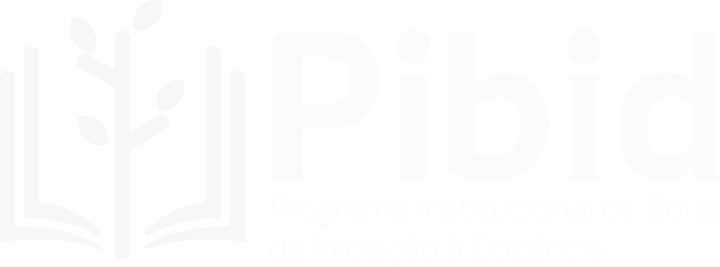 Pibid
Programa Institucional de Bolsa
de Iniciação à Docência